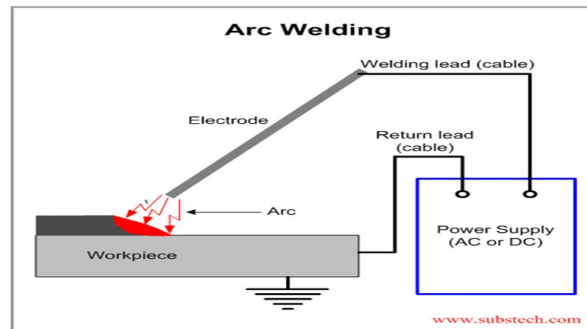 Arc Welding
Welding lead (cable)
Electrode
Return lead
(cable)
Arc
Power Supply
(AC or DC)
Workpiece
www.substech.com